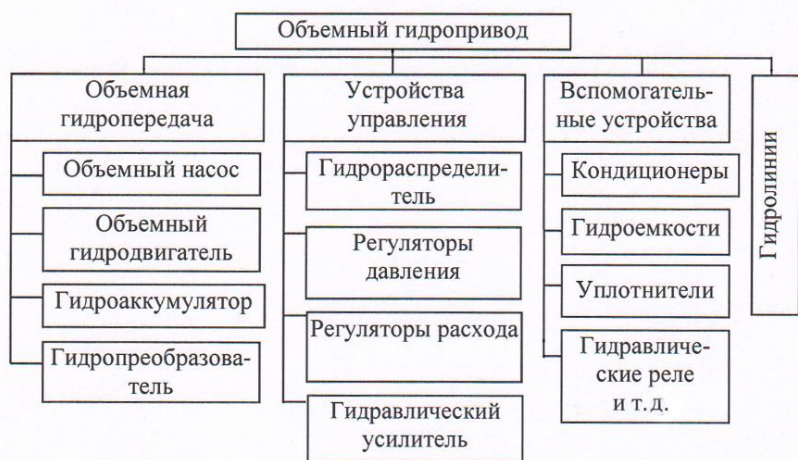 Объемный гидропривод
Объемная
гидропередача
Объемный насос
Объемный
гидродвигатель
Гидроаккумулятор
Гидропреобразова-
тель
Устройства
управления
Гидрораспредели-
тель
Регуляторы
давления
Регуляторы расхода
Гидравлический
усилитель
Вспомогатель-
ные устройства
Кондиционеры
Гидроемкости
Уплотнители
Гидравличе-
ские реле
и т.д.
Гидролинии